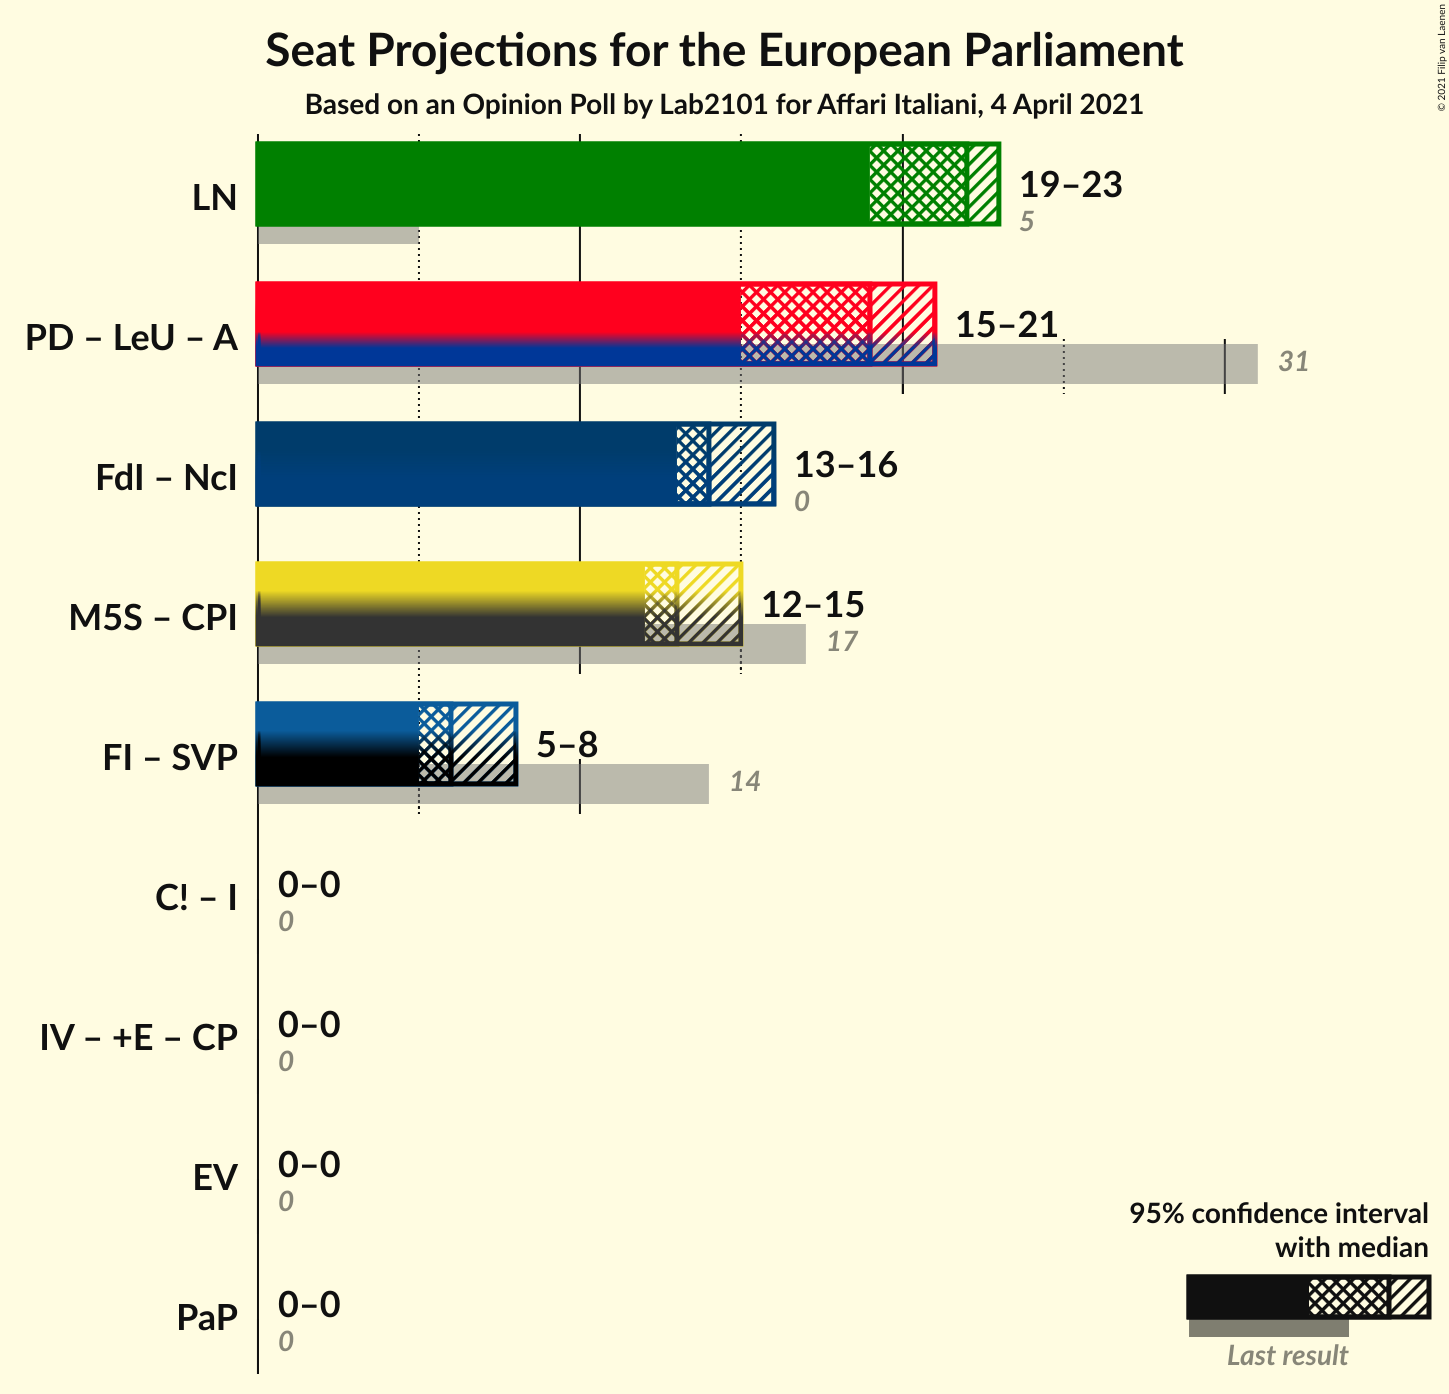 Seat Projections for the European Parliament
Based on an Opinion Poll by Lab2101 for Affari Italiani, 4 April 2021
© 2021 Filip van Laenen
LN
19–23
5
PD – LeU – A
15–21
31
FdI – NcI
13–16
0
M5S – CPI
12–15
17
FI – SVP
5–8
14
C! – I
0–0
0
IV – +E – CP
0–0
0
EV
0–0
0
PaP
0–0
0
95% confidence interval
with median
Last result